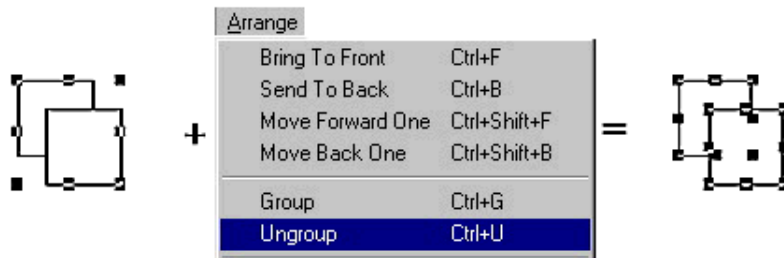 Arrange
Bring To Front Ctrl+F
Send To Back Ctrl+B
Move Forward One Ctrl+Shift+F
+ Move Back One Ctrl+Shift+B =
Group Ctrl+G
Ungroup Ctrl+U